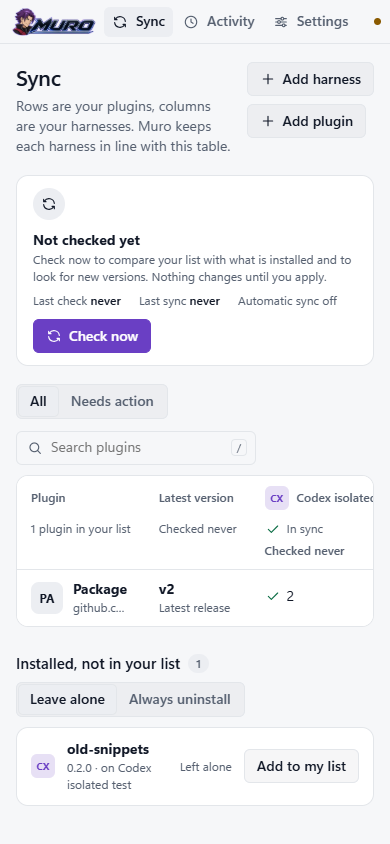 MURO Sync Activity Settings
Sync
Add harness
Rows are your plugins, columns
are your harnesses. Muro keeps
each harness in line with this table.
Add plugin
Not checked yet
Check now to compare your list with what is installed and to
look for new versions. Nothing changes until you apply.
Last check never Last sync never Automatic sync off
Check now
All Needs action
Search plugins /
Plugin Latest version CX Codex isolated
1 plugin in your list Checked never In sync
Checked never
PA Package v2 2
github.c... Latest release
Installed, not in your list 1
Leave alone Always uninstall
CX old-snippets
0.2.0 · on Codex
isolated test
Left alone Add to my list